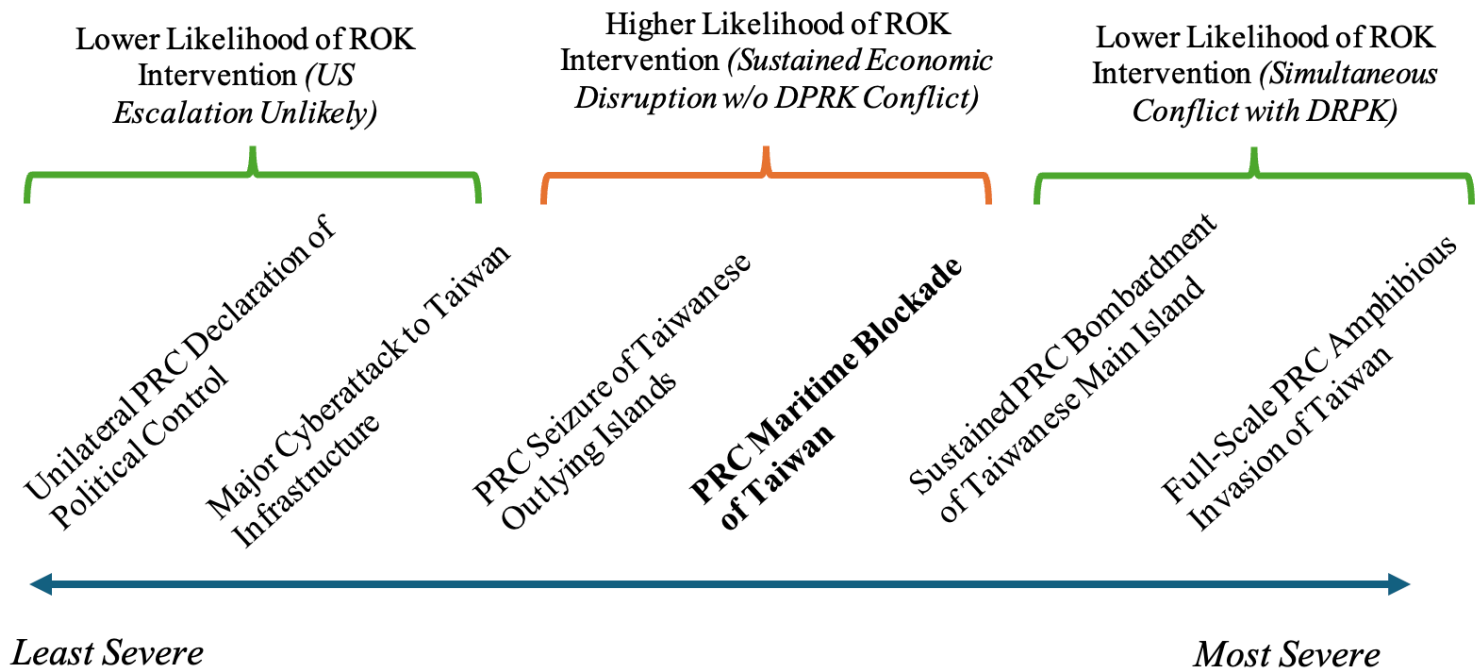 Lower Likelihood of ROK
Intervention (US
Escalation Unlikely)
Higher Likelihood of ROK
Intervention (Sustained Economic
Disruption w/o DPRK Conflict)
Lower Likelihood of ROK
Intervention (Simultaneous
Conflict with DRPK)
Unilateral PRC Declaration of
Political Control
Major Cyberattack to Taiwan
Infrastructure
PRC Seizure of Taiwanese
Outlying Islands
PRC Maritime Blockade
of Taiwan
Sustained PRC Bombardment
of Taiwanese Main Island
Full-Scale PRC Amphibious
Invasion of Taiwan
Least Severe
Most Severe